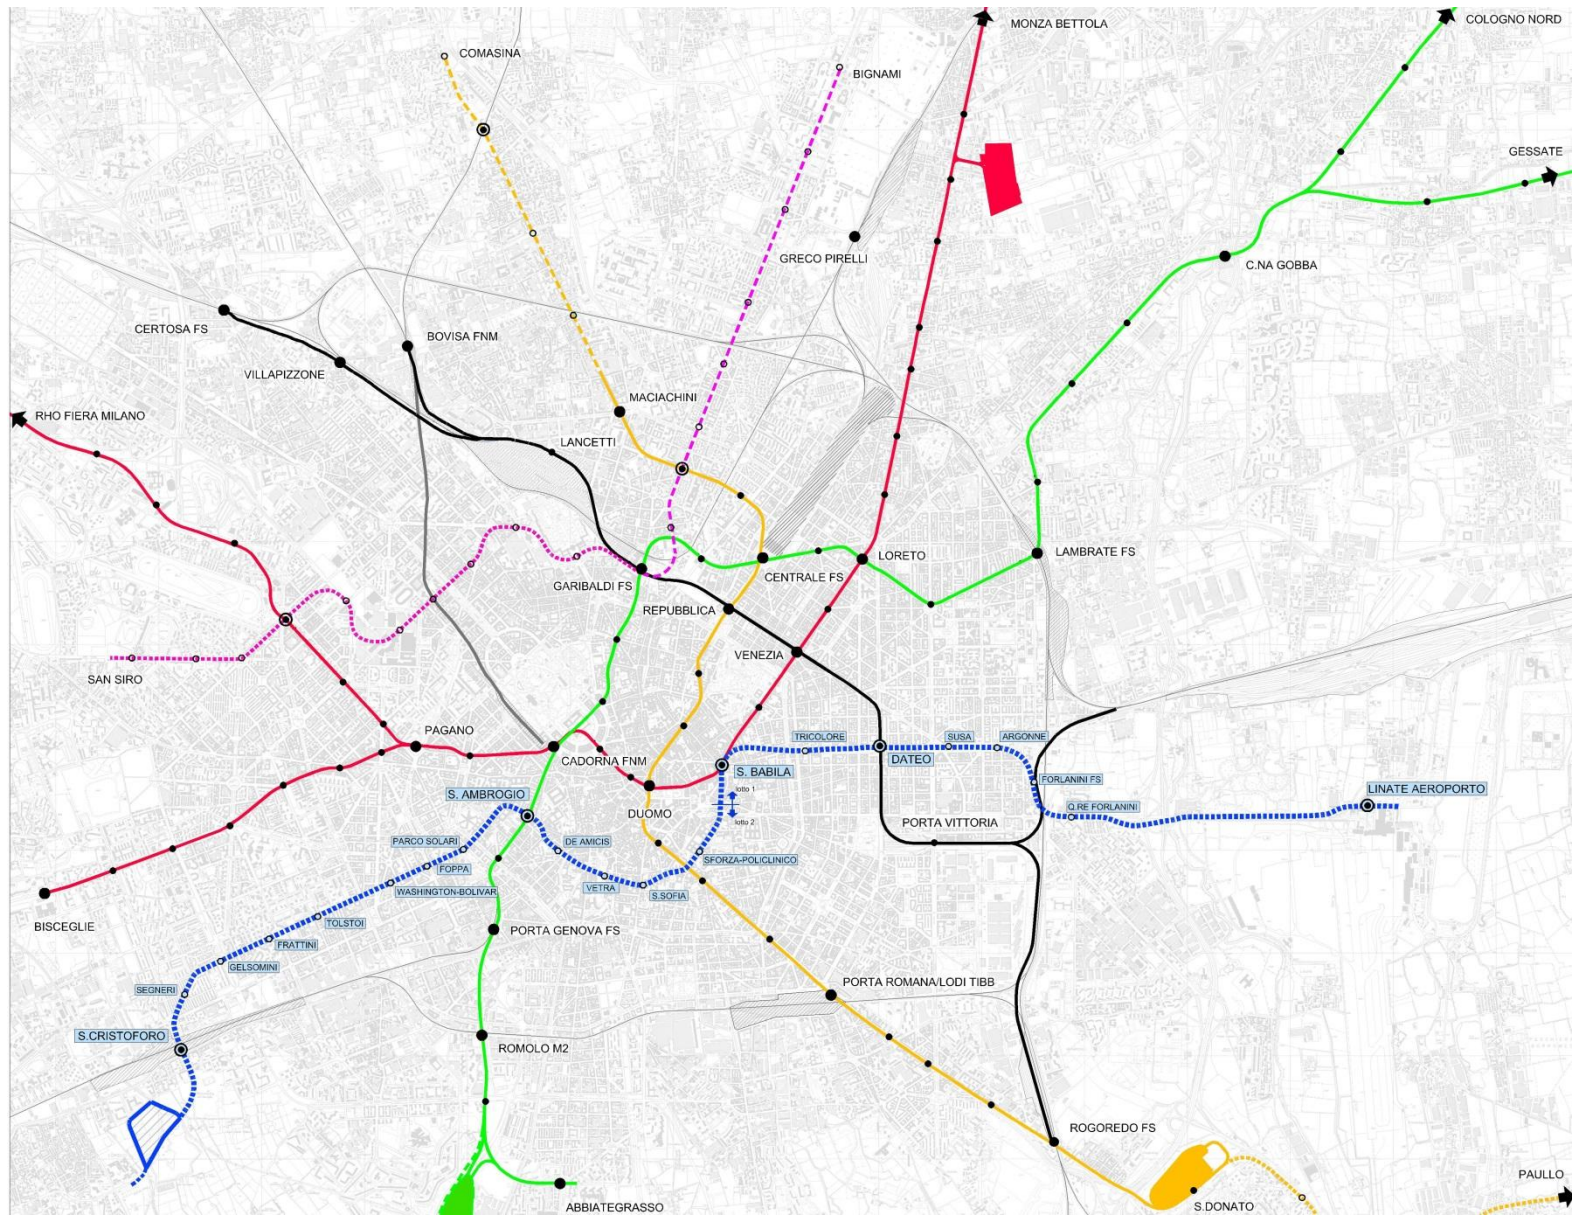 MONZA BETTOLA
COLOGNO NORD
COMASINA
BIGNAMI
GESSATE
GRECO PIRELLI
C.NA GOBBA
CERTOSA FS
BOVISA FNM
VILLAPIZZONE
MACIACHINI
RHO FIERA MILANO
LANCETTI
LORETO
LAMBRATE FS
CENTRALE FS
GARIBALDI FS
REPUBBLICA
VENEZIA
SAN SIRO
PAGANO
TRICOLORE
SUSA
ARGONNE
CADORNA FNM
DATEO
S. BABILA
FORLANINI FS
LINATE AEROPORTO
lotto 1
S. AMBROGIO
DUOMO
Q.RE FORLANINI
lotto 2
PORTA VITTORIA
PARCO SOLARI
DE AMICIS
SFORZA-POLICLINICO
FOPPA
WASHINGTON-BOLIVAR
VETRA
S.SOFIA
BISCEGLIE
TOLSTOI
PORTA GENOVA FS
FRATTINI
GELSOMINI
PORTA ROMANA/LODI TIBB
SEGNERI
S.CRISTOFORO
ROMOLO M2
ROGOREDO FS
PAULLO
ABBIATEGRASSO
S.DONATO